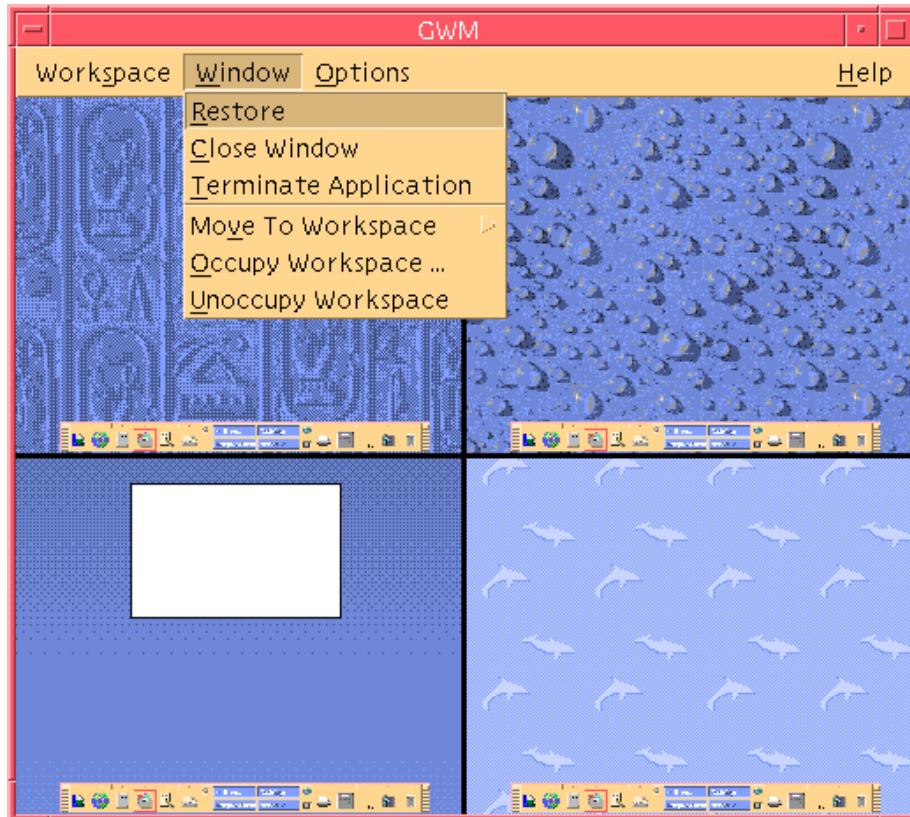 GWM
Workspace Window Options Help
Restore
Close Window
Terminate Application
Move To Workspace
Occupy Workspace ...
Unoccupy Workspace